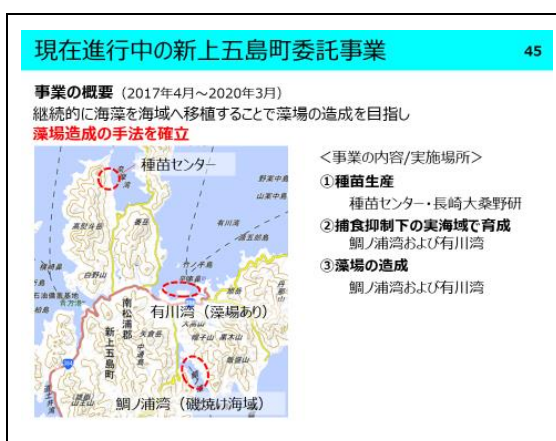 現在進行中の新上五島町委託事業
45
事業の概要（2017年4月～2020年3月）
継続的に海藻を海域へ移植することで藻場の造成を目指し
藻場造成の手法を確立
種苗センター
有川湾（藻場あり）
鯛ノ浦湾（磯焼け海域）
有川湾
番岳
白野山
南松浦郡
新上五島町
＜事業の内容/実施場所＞
①種苗生産
種苗センター・長崎大桑野研
②捕食抑制下の実海域で育成
鯛ノ浦湾および有川湾
③藻場の造成
鯛ノ浦湾および有川湾